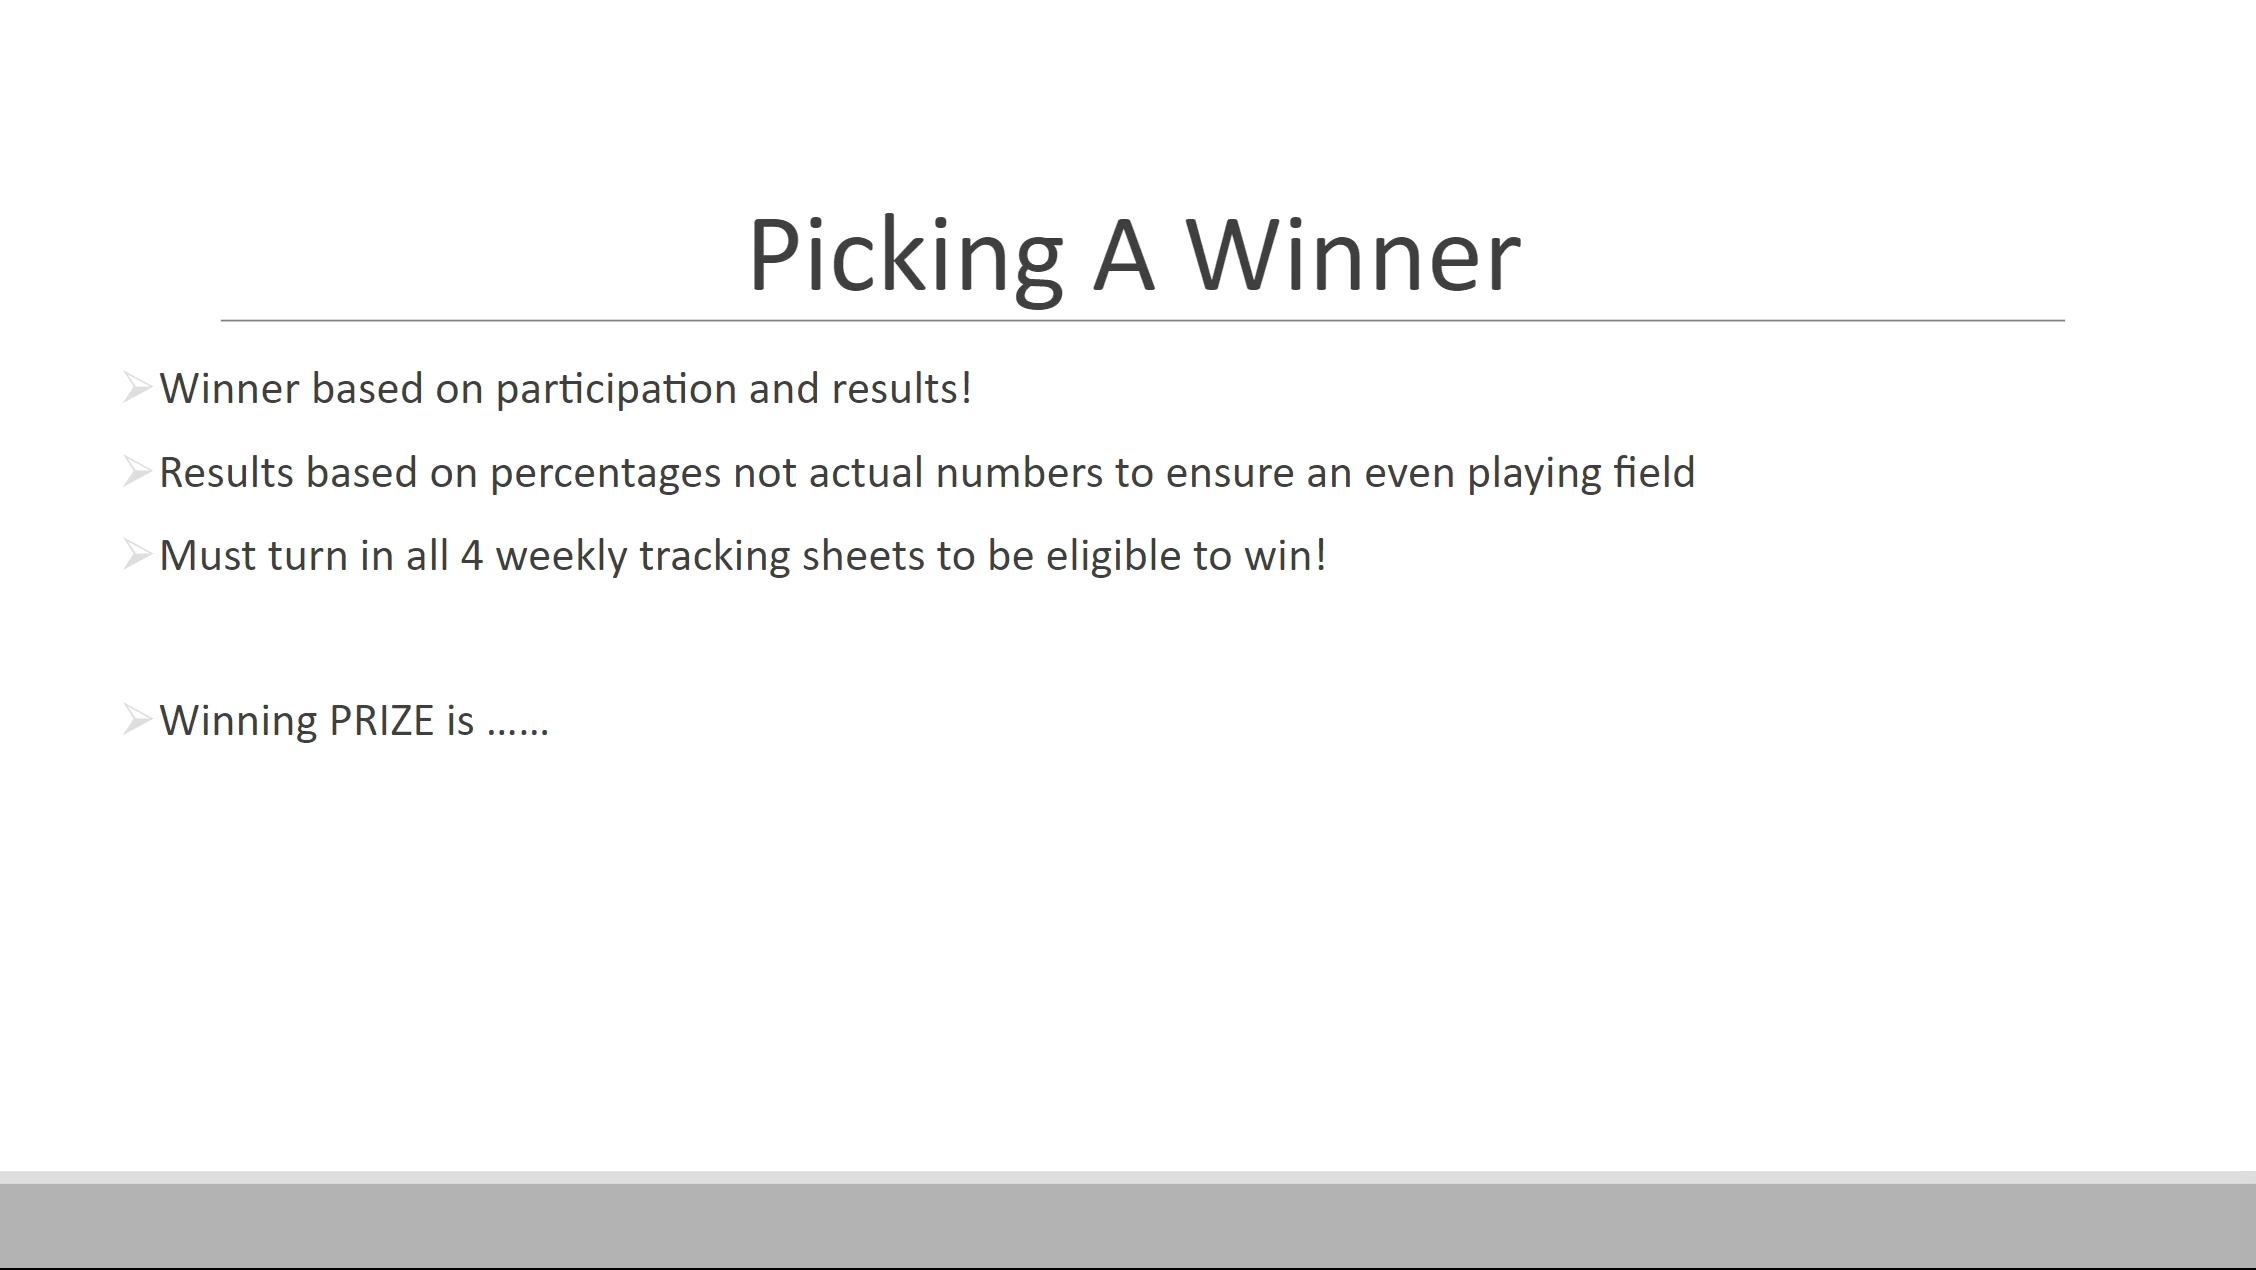 Picking A Winner
Winner based on participation and results!
Results based on percentages not actual numbers to ensure an even playing field
Must turn in all 4 weekly tracking sheets to be eligible to win!
Winning PRIZE is ……